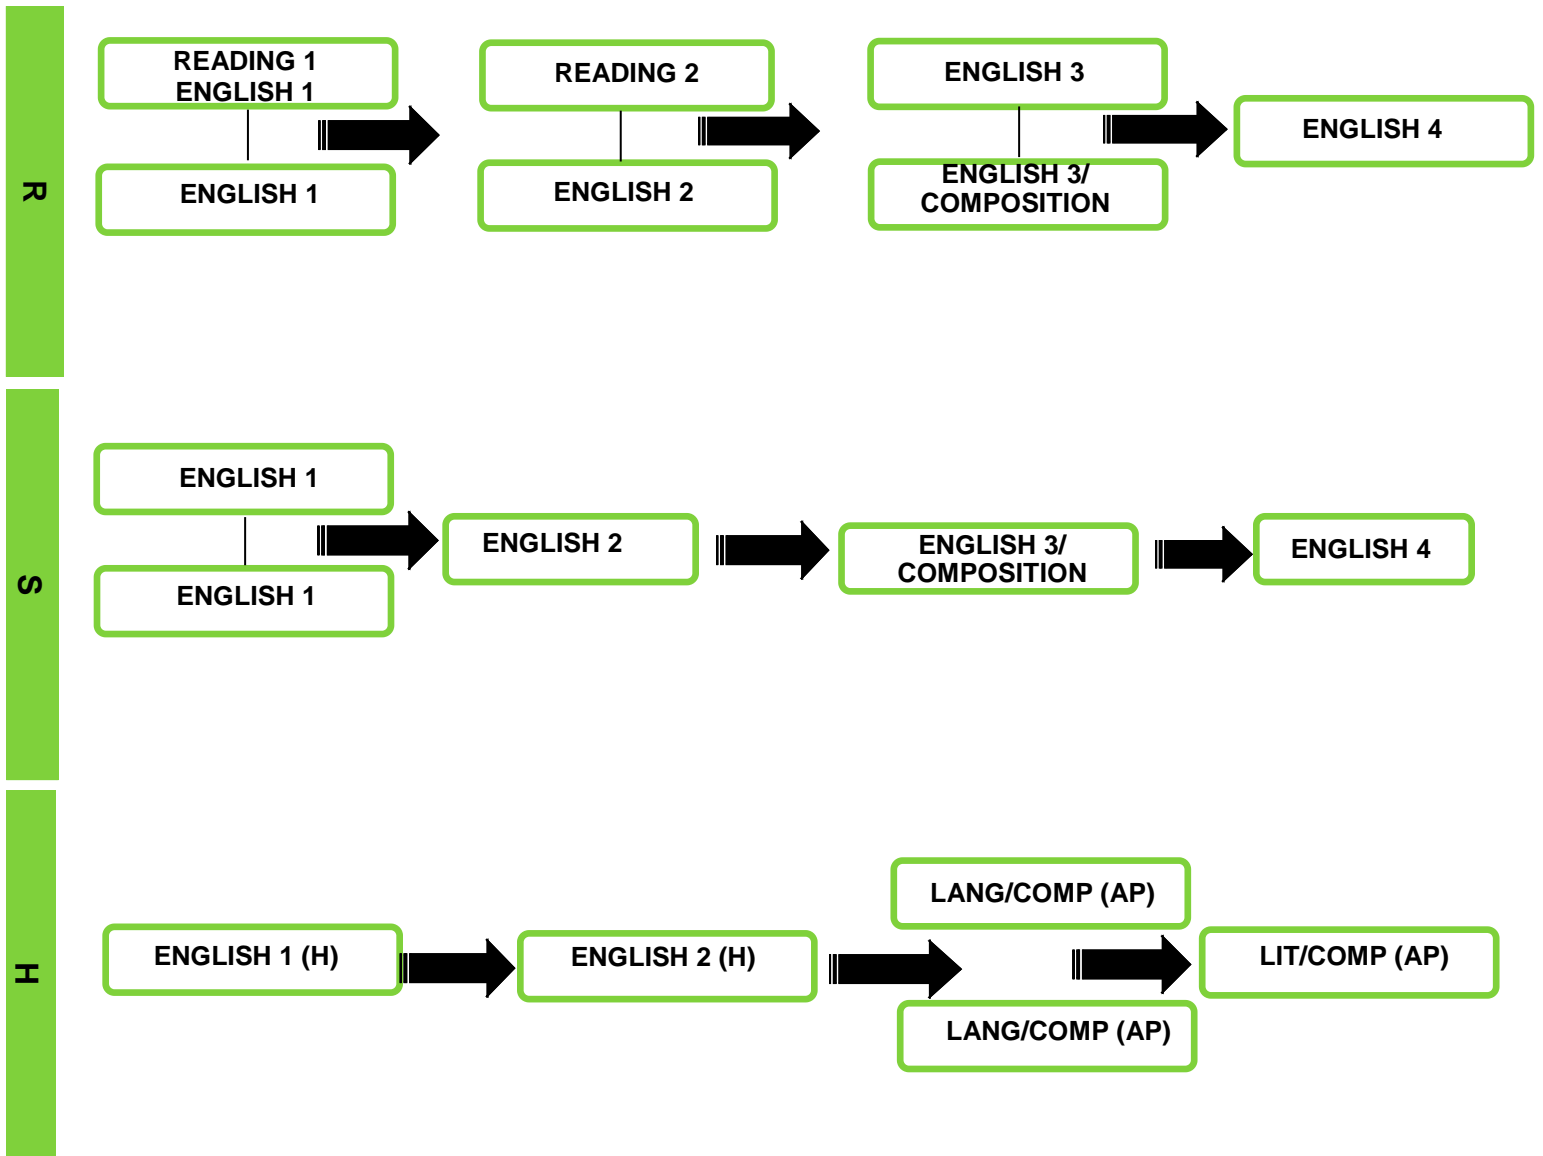 R
READING 1
ENGLISH 1
ENGLISH 1
READING 2
ENGLISH 2
ENGLISH 3
ENGLISH 3/
COMPOSITION
ENGLISH 4
S
ENGLISH 1
ENGLISH 1
ENGLISH 2
ENGLISH 3/
COMPOSITION
ENGLISH 4
H
ENGLISH 1 (H)
ENGLISH 2 (H)
LANG/COMP (AP)
LANG/COMP (AP)
LIT/COMP (AP)